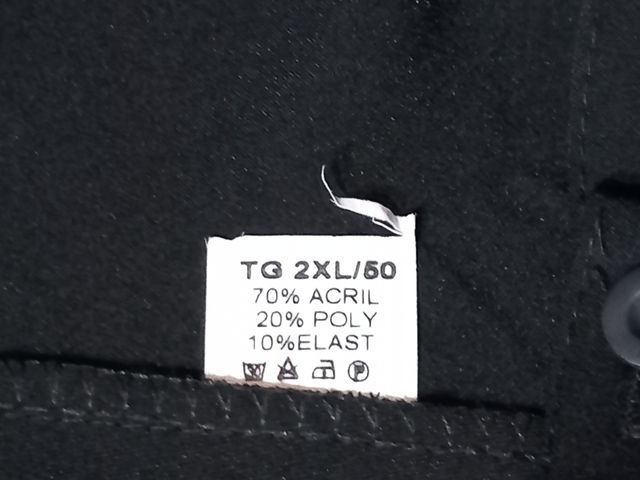 TG 2XL/50
70% ACRIL
20% POLY
10%ELAST
P